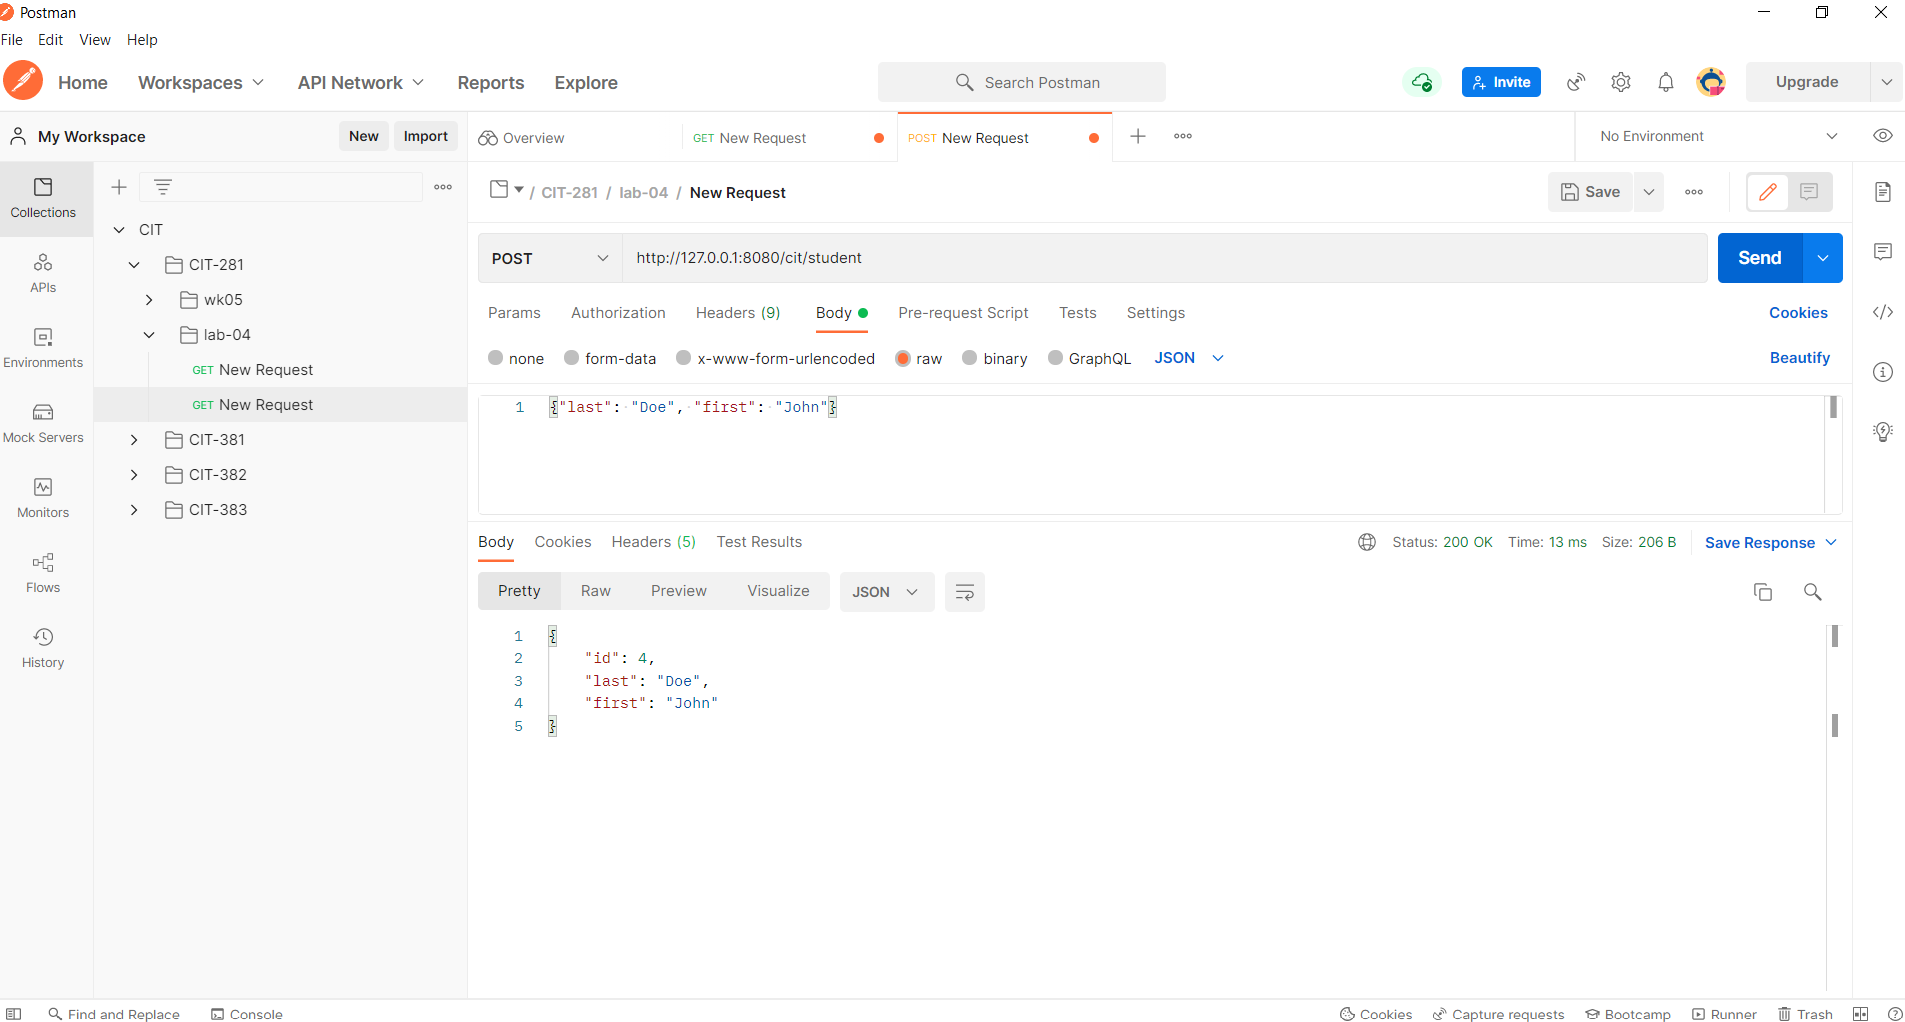 Postman
File Edit View Help
Home Workspaces API Network Reports Explore Search Postman Invite Upgrade
My Workspace New Import Overview GET New Request POST New Request No Environment
Collections
APIs
Environments
Mock Servers
Monitors
Flows
History
CIT
CIT-281
wk05
lab-04
GET New Request
GET New Request
CIT-381
CIT-382
CIT-383
/ CIT-281 / lab-04 / New Request Save
POST http://127.0.0.1:8080/cit/student Send
Params Authorization Headers (9) Body Pre-request Script Tests Settings Cookies
none form-data x-www-form-urlencoded raw binary GraphQL JSON Beautify
1 {"last": "Doe", "first": "John"}
Body Cookies Headers (5) Test Results Status: 200 OK Time: 13 ms Size: 206 B Save Response
Pretty Raw Preview Visualize JSON
1 {
2 "id": 4,
3 "last": "Doe",
4 "first": "John"
5 }
Find and Replace Console Cookies Capture requests Bootcamp Runner Trash